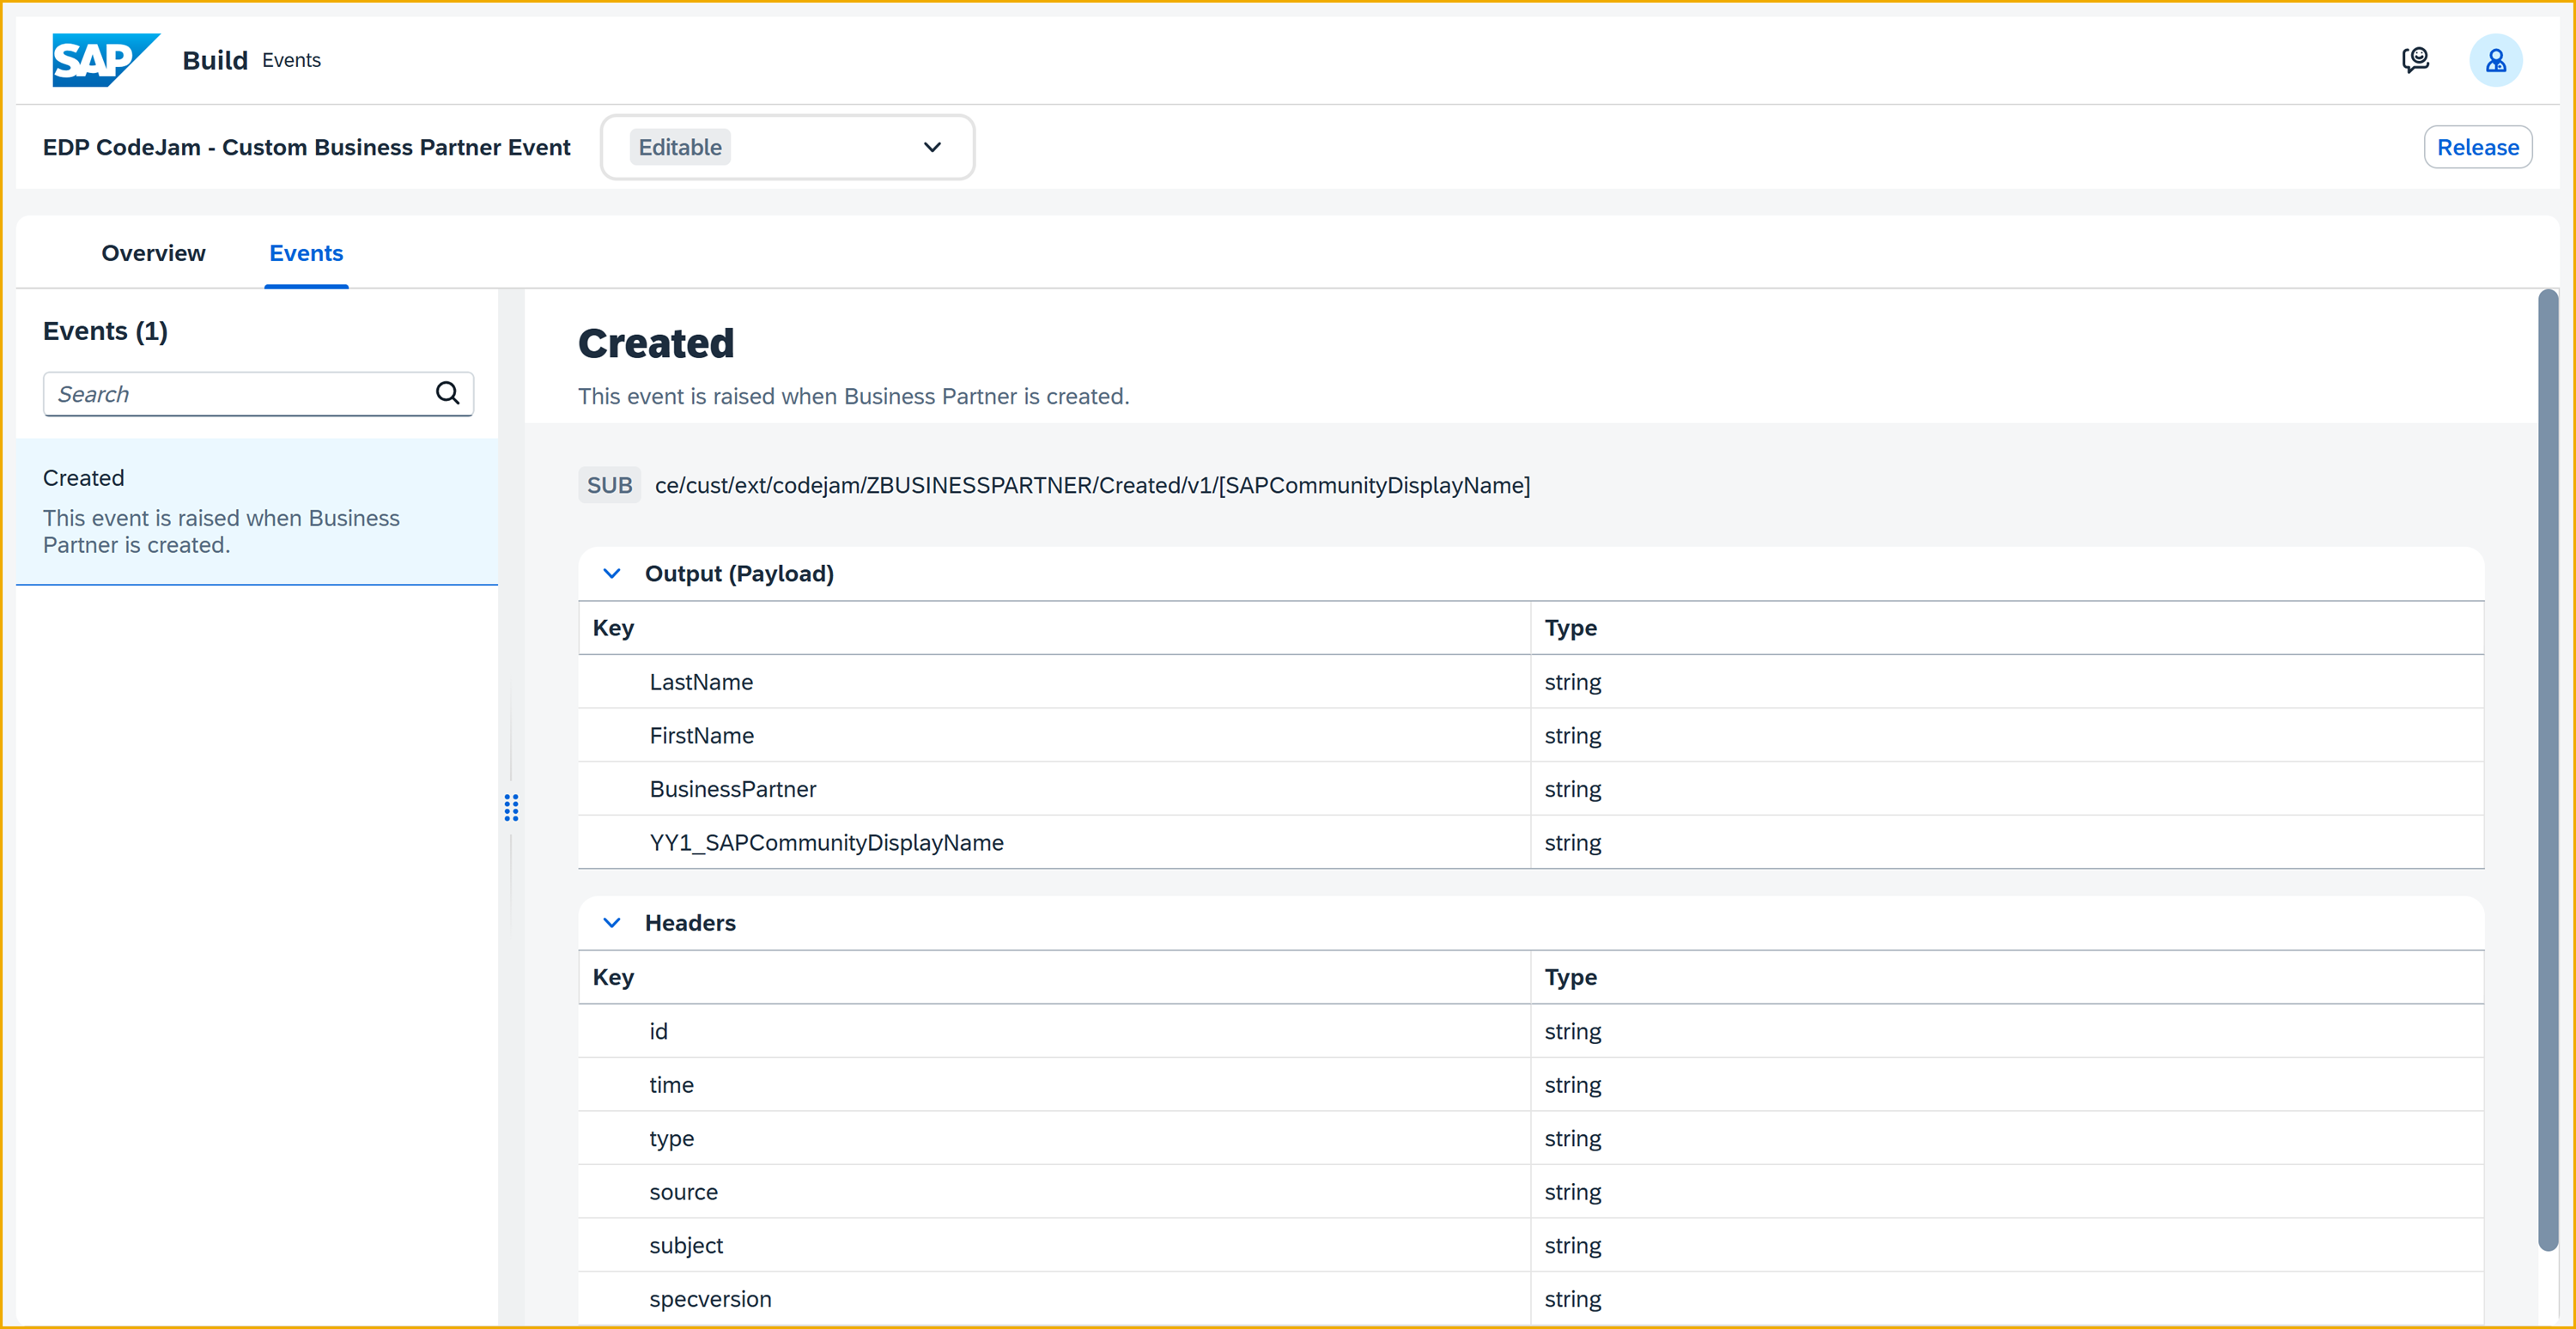 SAP Build Events
EDP CodeJam - Custom Business Partner Event Editable Release
Overview Events
Events (1)
Search
Created
This event is raised when Business
Partner is created.
Created
This event is raised when Business Partner is created.
SUB ce/cust/ext/codejam/ZBUSINESSPARTNER/Created/v1/[SAPCommunityDisplayName]
Output (Payload)
Key Type
LastName string
FirstName string
BusinessPartner string
YY1_SAPCommunityDisplayName string
Headers
Key Type
id string
time string
type string
source string
subject string
specversion string